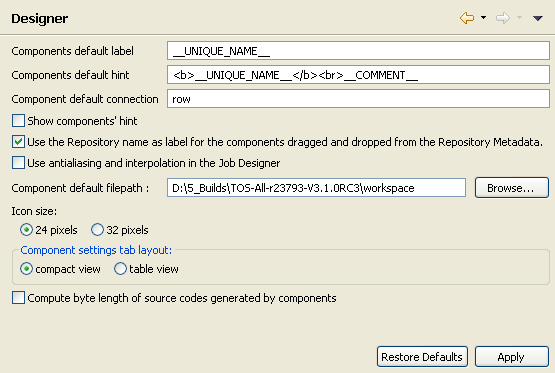 Designer
Components default label __UNIQUE_NAME__
Components default hint <b>__UNIQUE_NAME__</b><br>__COMMENT__
Component default connection row
Show components' hint
Use the Repository name as label for the components dragged and dropped from the Repository Metadata.
Use antialiasing and interpolation in the Job Designer
Component default filepath : D:\5_Builds\TOS-All-r23793-V3.1.0RC3\workspace Browse...
Icon size:
24 pixels 32 pixels
Component settings tab layout:
compact view table view
Compute byte length of source codes generated by components
Restore Defaults Apply